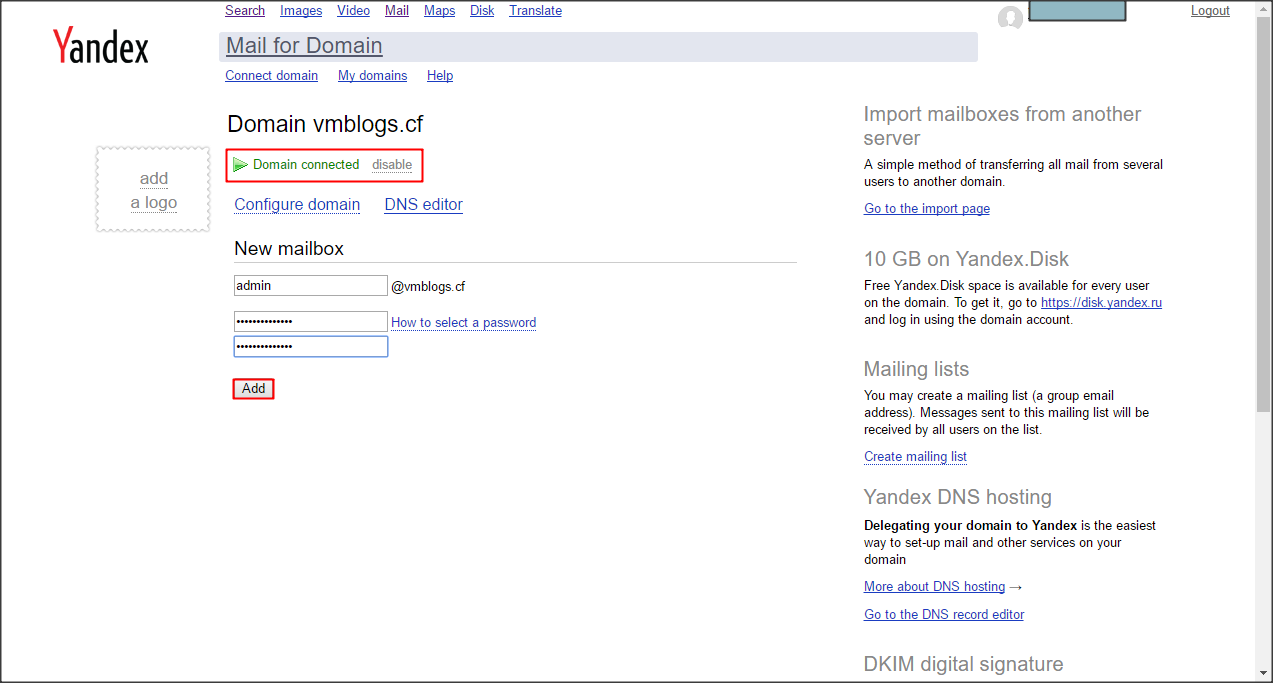 Search Images Video Mail Maps Disk Translate
Logout
Yandex
Mail for Domain
Connect domain My domains Help
Domain vmblogs.cf
Domain connected disable
add
a logo
Configure domain DNS editor
New mailbox
admin @vmblogs.cf
•••••••••••••• How to select a password
••••••••••••••
Add
Import mailboxes from another
server
A simple method of transferring all mail from several
users to another domain.
Go to the import page
10 GB on Yandex.Disk
Free Yandex.Disk space is available for every user
on the domain. To get it, go to https://disk.yandex.ru
and log in using the domain account.
Mailing lists
You may create a mailing list (a group email
address). Messages sent to this mailing list will be
received by all users on the list.
Create mailing list
Yandex DNS hosting
Delegating your domain to Yandex is the easiest
way to set-up mail and other services on your
domain
More about DNS hosting →
Go to the DNS record editor
DKIM digital signature